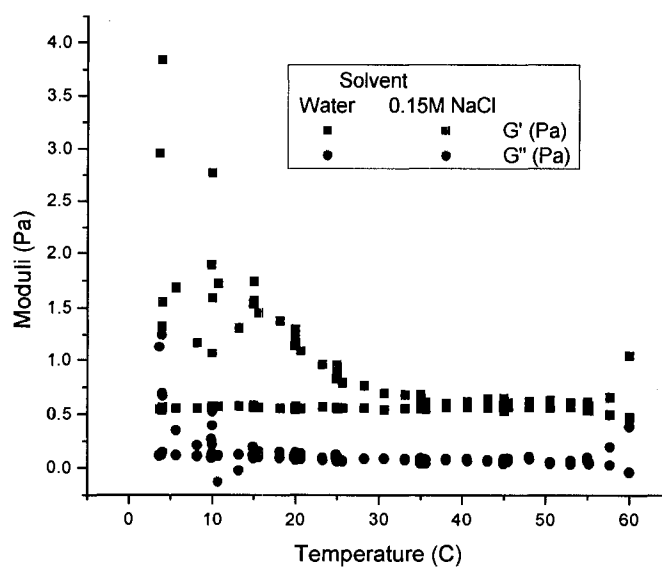 4.0
3.5
3.0
2.5
2.0
1.5
1.0
0.5
0.0
Moduli (Pa)
Solvent
Water 0.15M NaCl
G' (Pa)
G" (Pa)
0 10 20 30 40 50 60
Temperature (C)